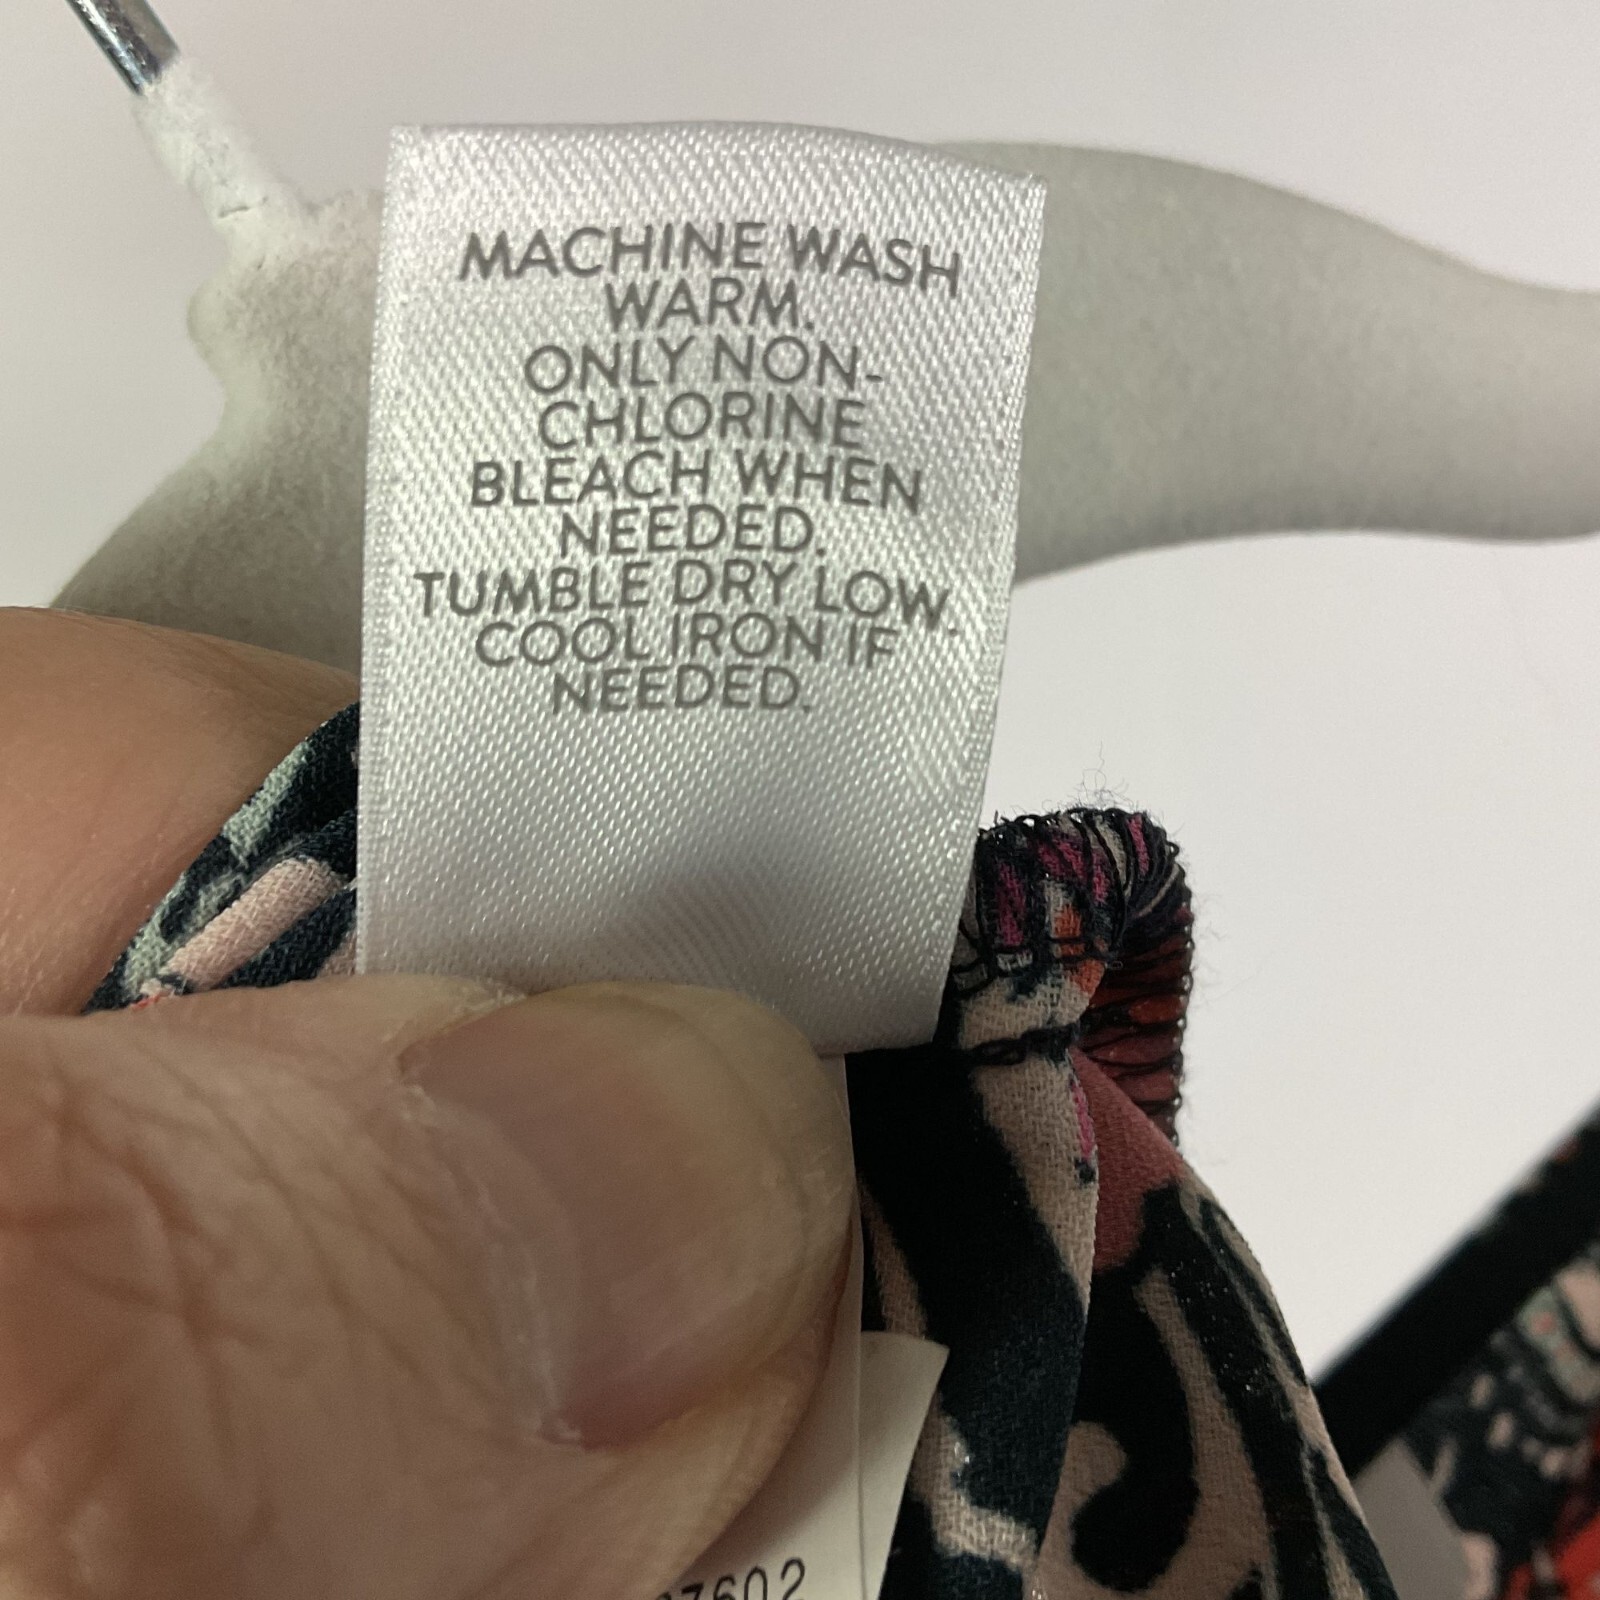 MACHINE WASH
WARM.
ONLY NON-
CHLORINE
BLEACH WHEN
NEEDED.
TUMBLE DRY LOW.
COOL IRON IF
NEEDED.